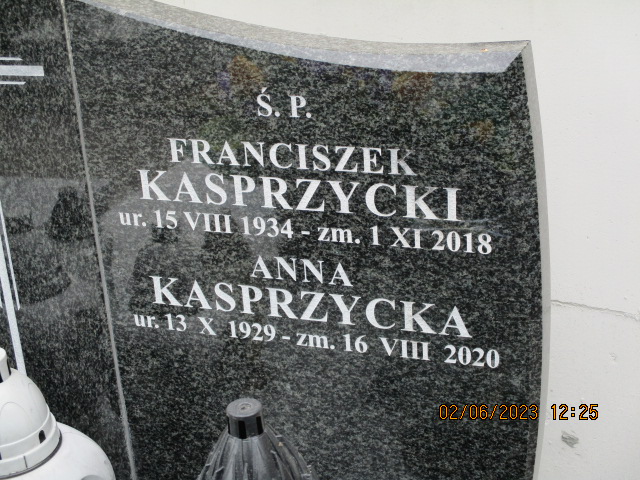 Ś. P.
FRANCISZEK
KASPRZYCKI
ur. 15 VIII 1934 - zm. 1 XI 2018
ANNA
KASPRZYCKA
ur. 13 X 1929 - zm. 16 VIII 2020
02/06/2023 12:25